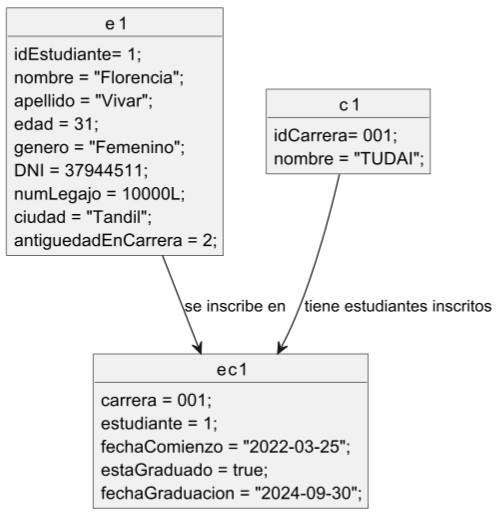 e1
idEstudiante= 1;
nombre = "Florencia";
apellido = "Vivar";
edad = 31;
genero = "Femenino";
DNI = 37944511;
numLegajo = 10000L;
ciudad = "Tandil";
antiguedadEnCarrera = 2;
c1
idCarrera= 001;
nombre = "TUDAI";
se inscribe en
tiene estudiantes inscritos
ec1
carrera = 001;
estudiante = 1;
fechaComienzo = "2022-03-25";
estaGraduado = true;
fechaGraduacion = "2024-09-30";